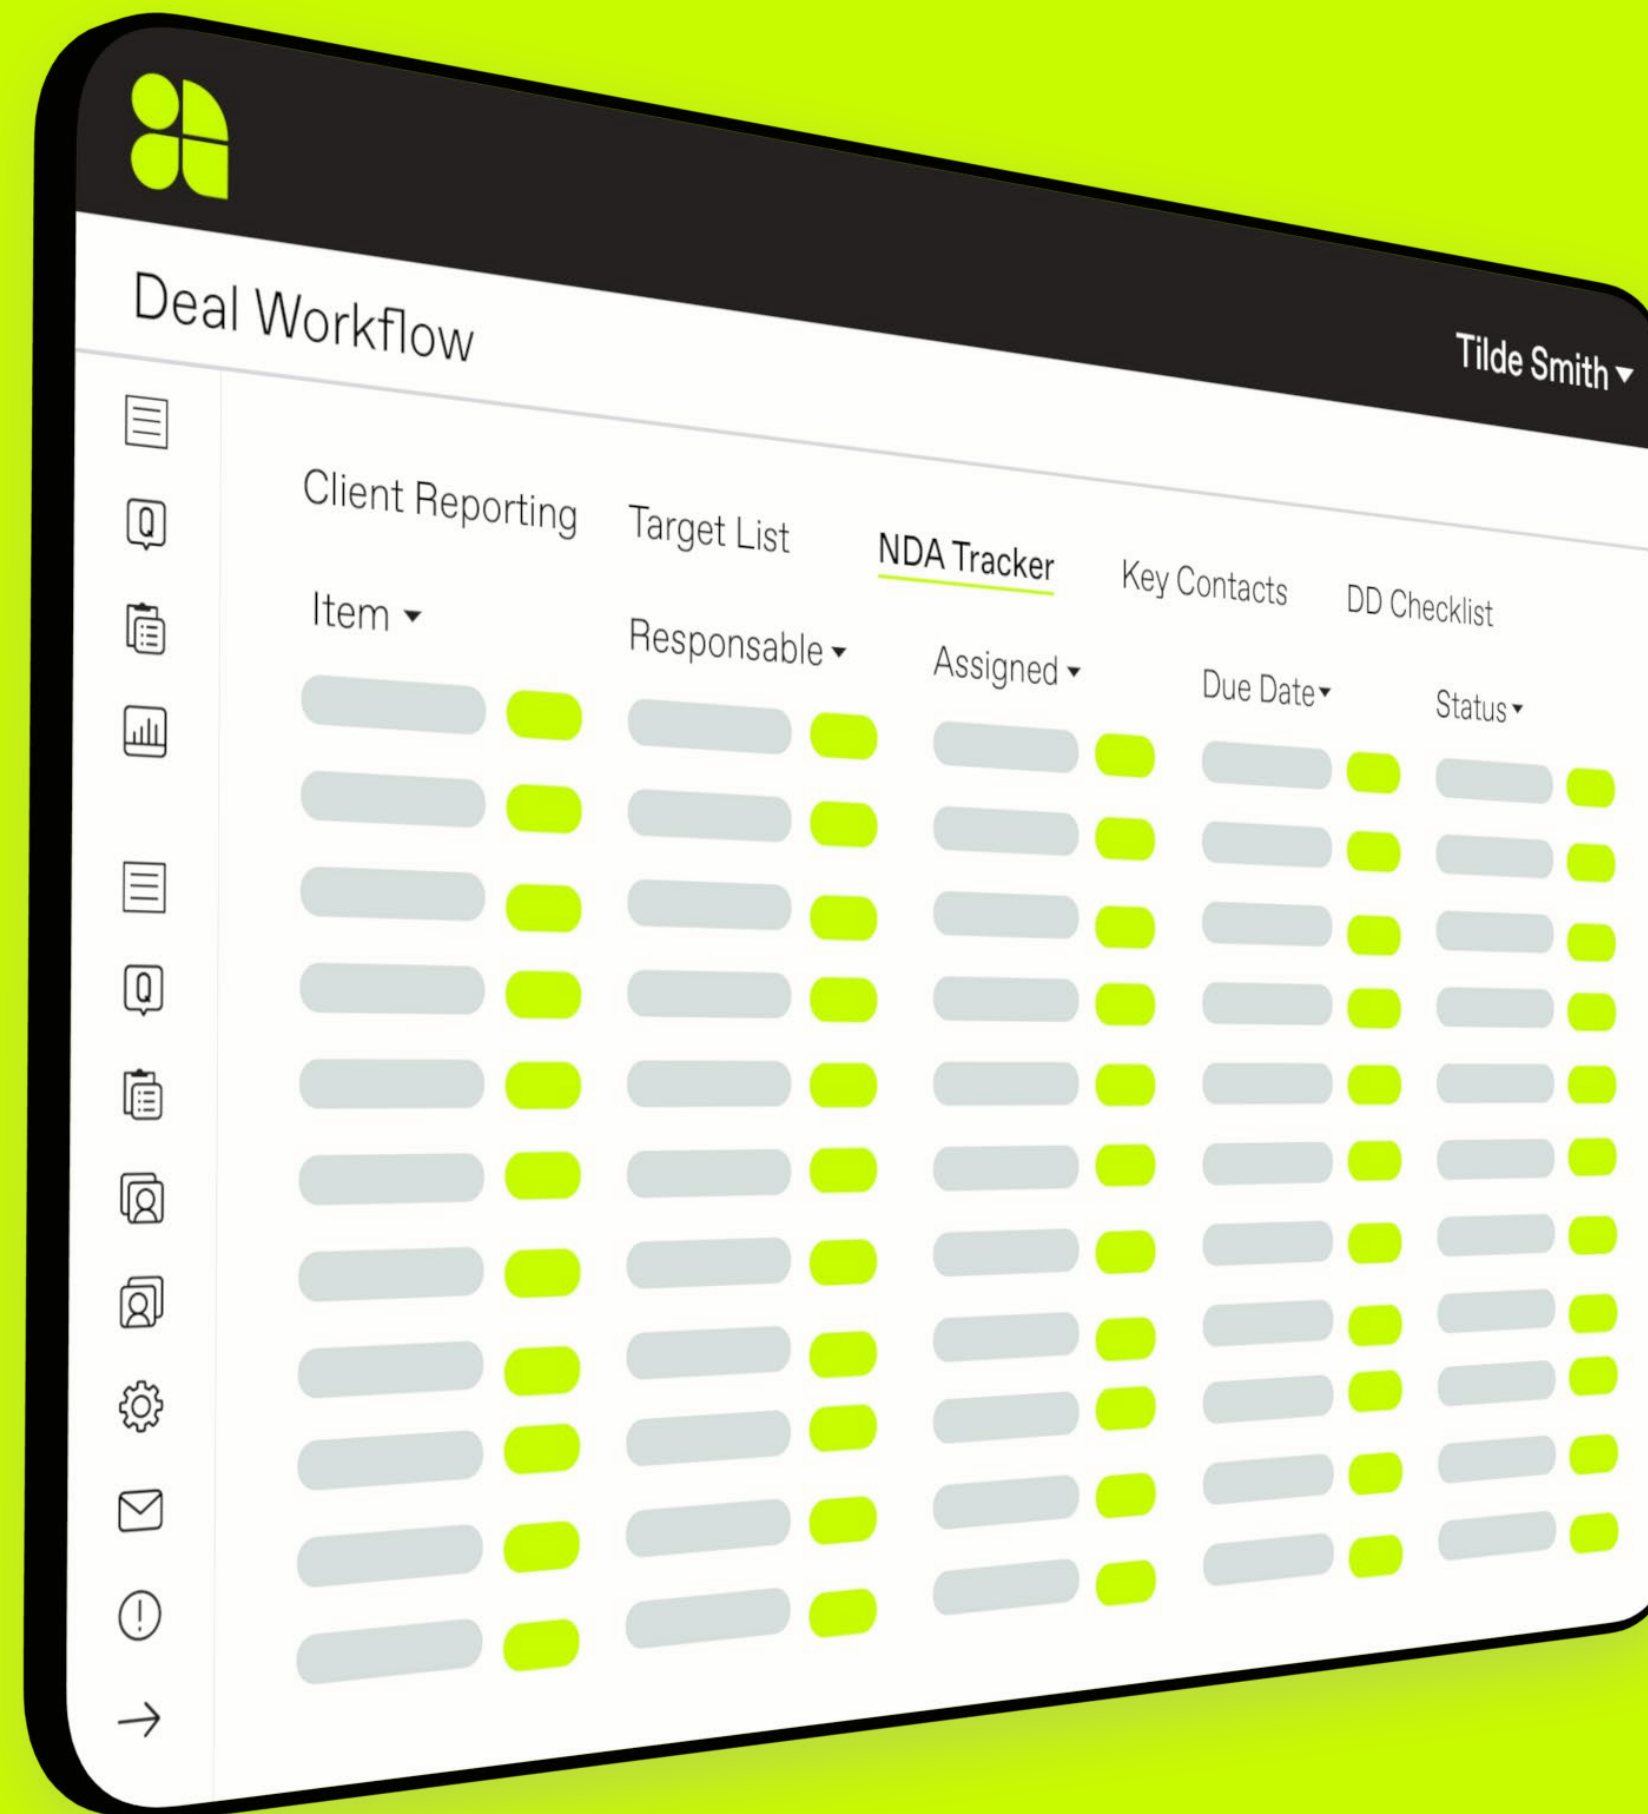 Tilde Smith
Deal Workflow
Client Reporting Target List NDA Tracker Key Contacts DD Checklist
Item Responsable Assigned Due Date Status
Q
Q